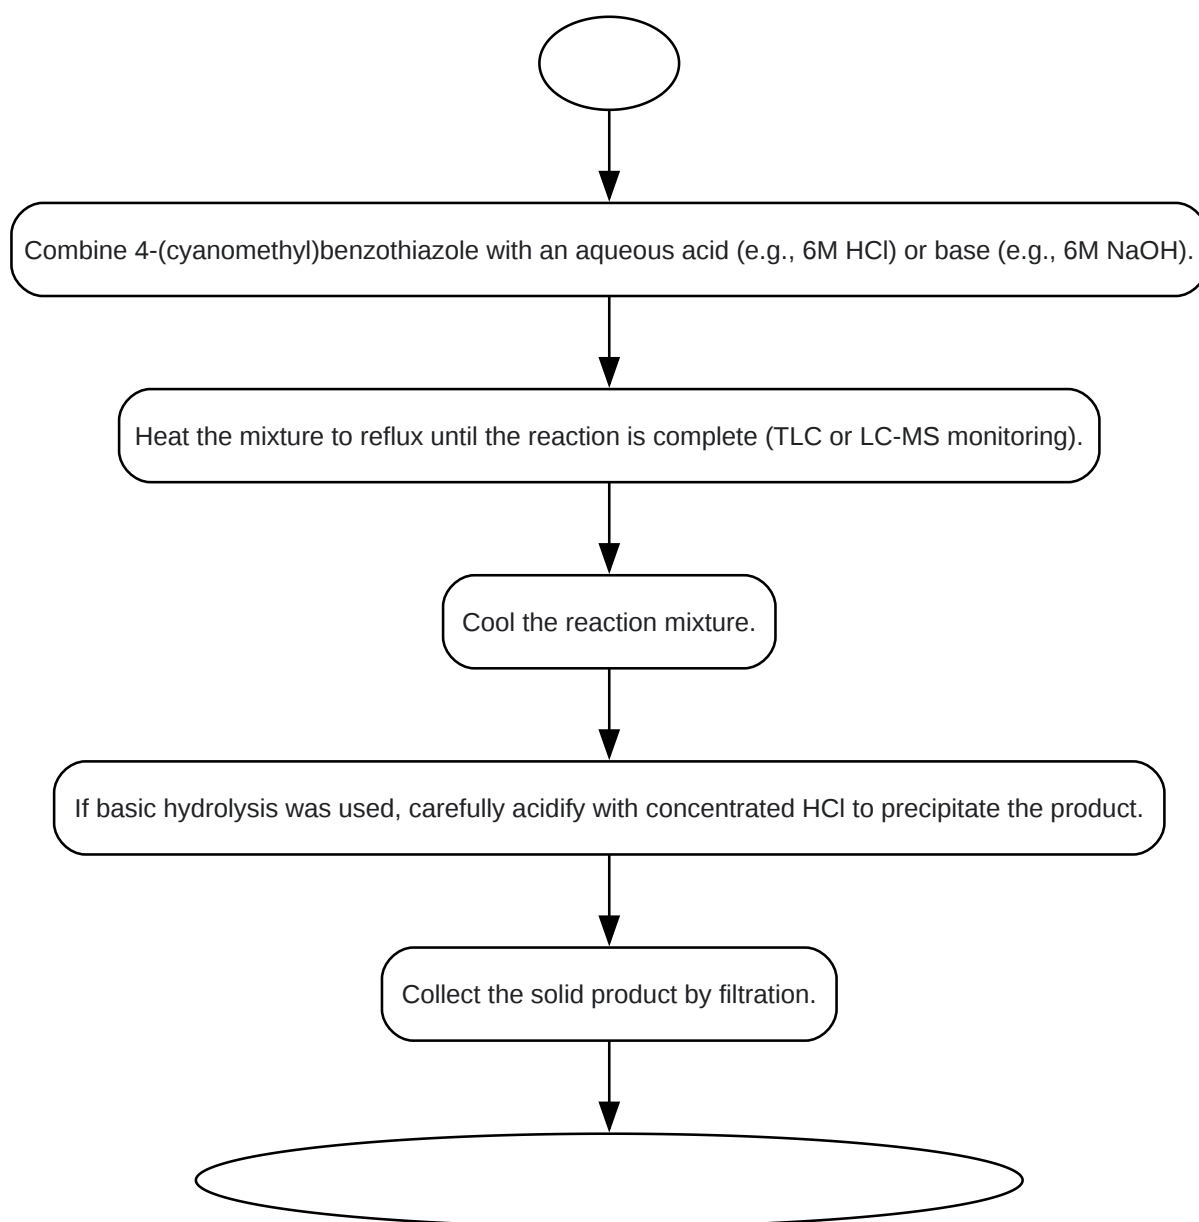 Combine 4-(cyanomethyl)benzothiazole with an aqueous acid (e.g., 6M HCl) or base (e.g., 6M NaOH).
Heat the mixture to reflux until the reaction is complete (TLC or LC-MS monitoring).
Cool the reaction mixture.
If basic hydrolysis was used, carefully acidify with concentrated HCl to precipitate the product.
Collect the solid product by filtration.